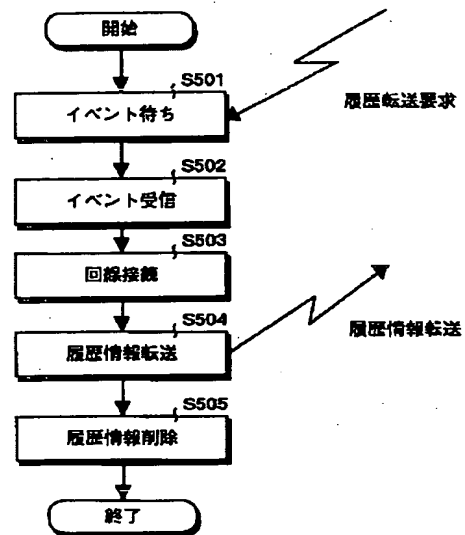 開始
S501
イベント待ち
履歴転送要求
S502
イベント受信
S503
回線接続
S504
履歴情報転送
履歴情報転送
S505
履歴情報削除
終了